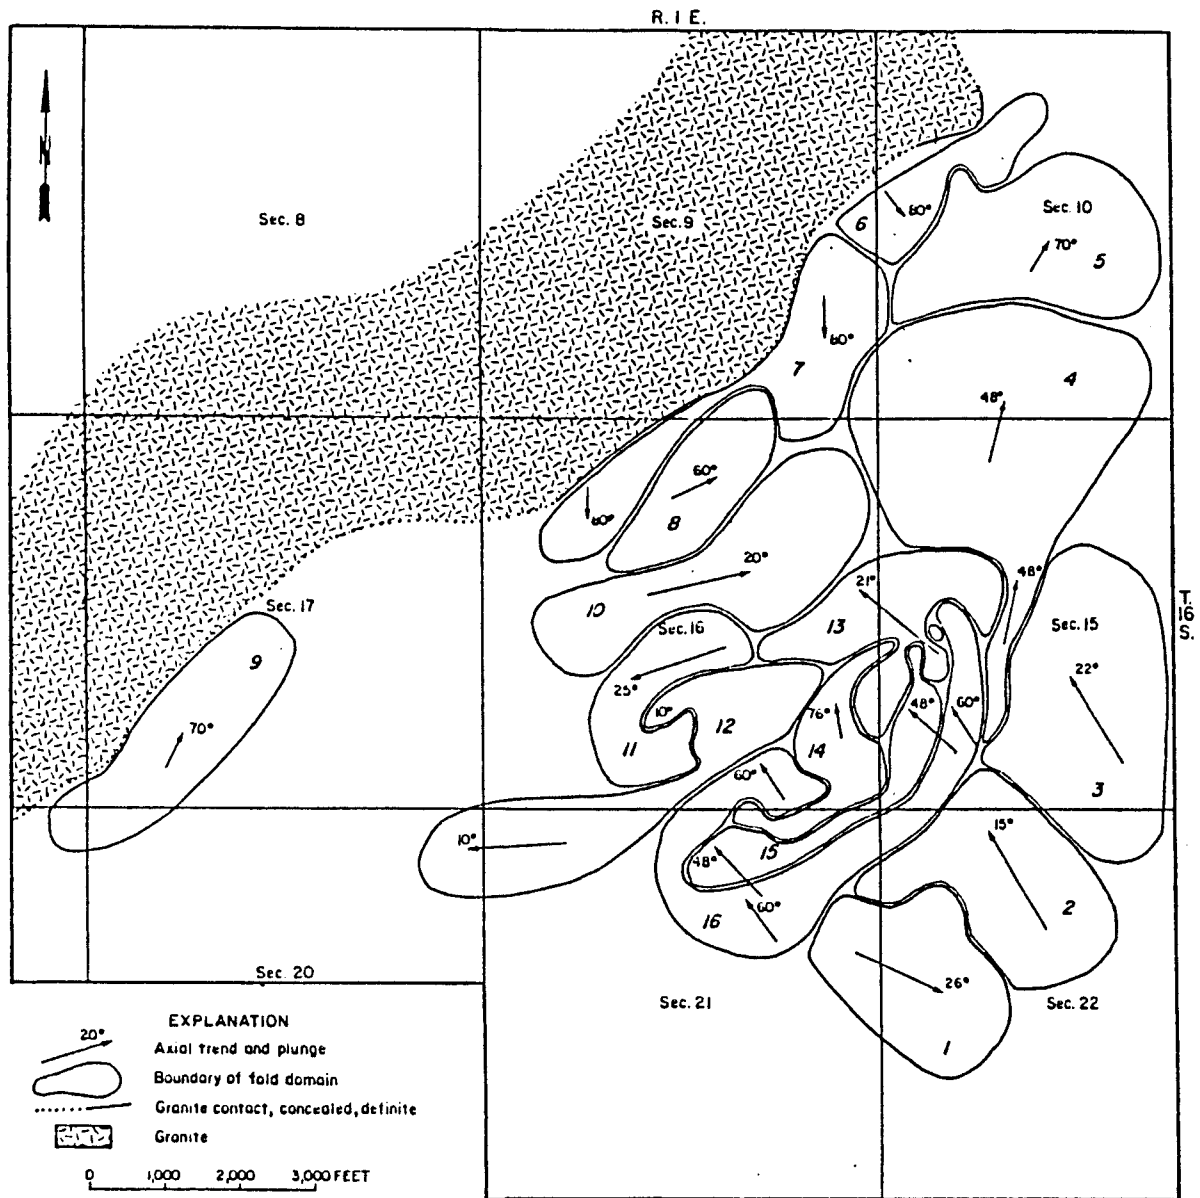 R. 1 E.
N
Sec. 8
Sec. 9
Sec. 10
6
80°
5
70°
7
80°
4
48°
8
60°
80°
10
20°
Sec. 17
9
70°
Sec. 16
13
21°
48°
Sec. 15
T.
16
S.
22°
3
25°
10°
11
12
76°
14
48°
60°
60°
10°
15
48°
16
60°
15°
2
26°
1
Sec. 20
Sec. 21
Sec. 22
EXPLANATION
20°
Axial trend and plunge
Boundary of fold domain
Granite contact, concealed, definite
Granite
0 1,000 2,000 3,000 FEET